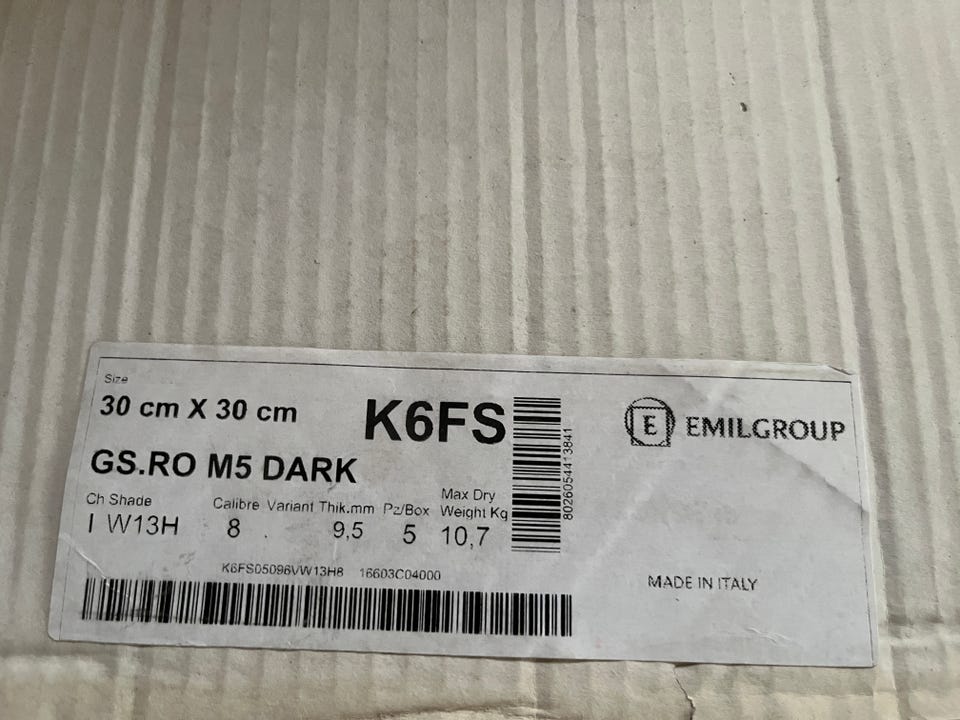 Size
30 cm X 30 cm
K6FS
GS.RO M5 DARK
Ch Shade Calibre Variant Thik.mm Pz/Box Max Dry Weight Kg
I W13H 8 . 9,5 5 10,7
8026054413841
K6FS05096VW13H8 16603C04000
E EMILGROUP
MADE IN ITALY